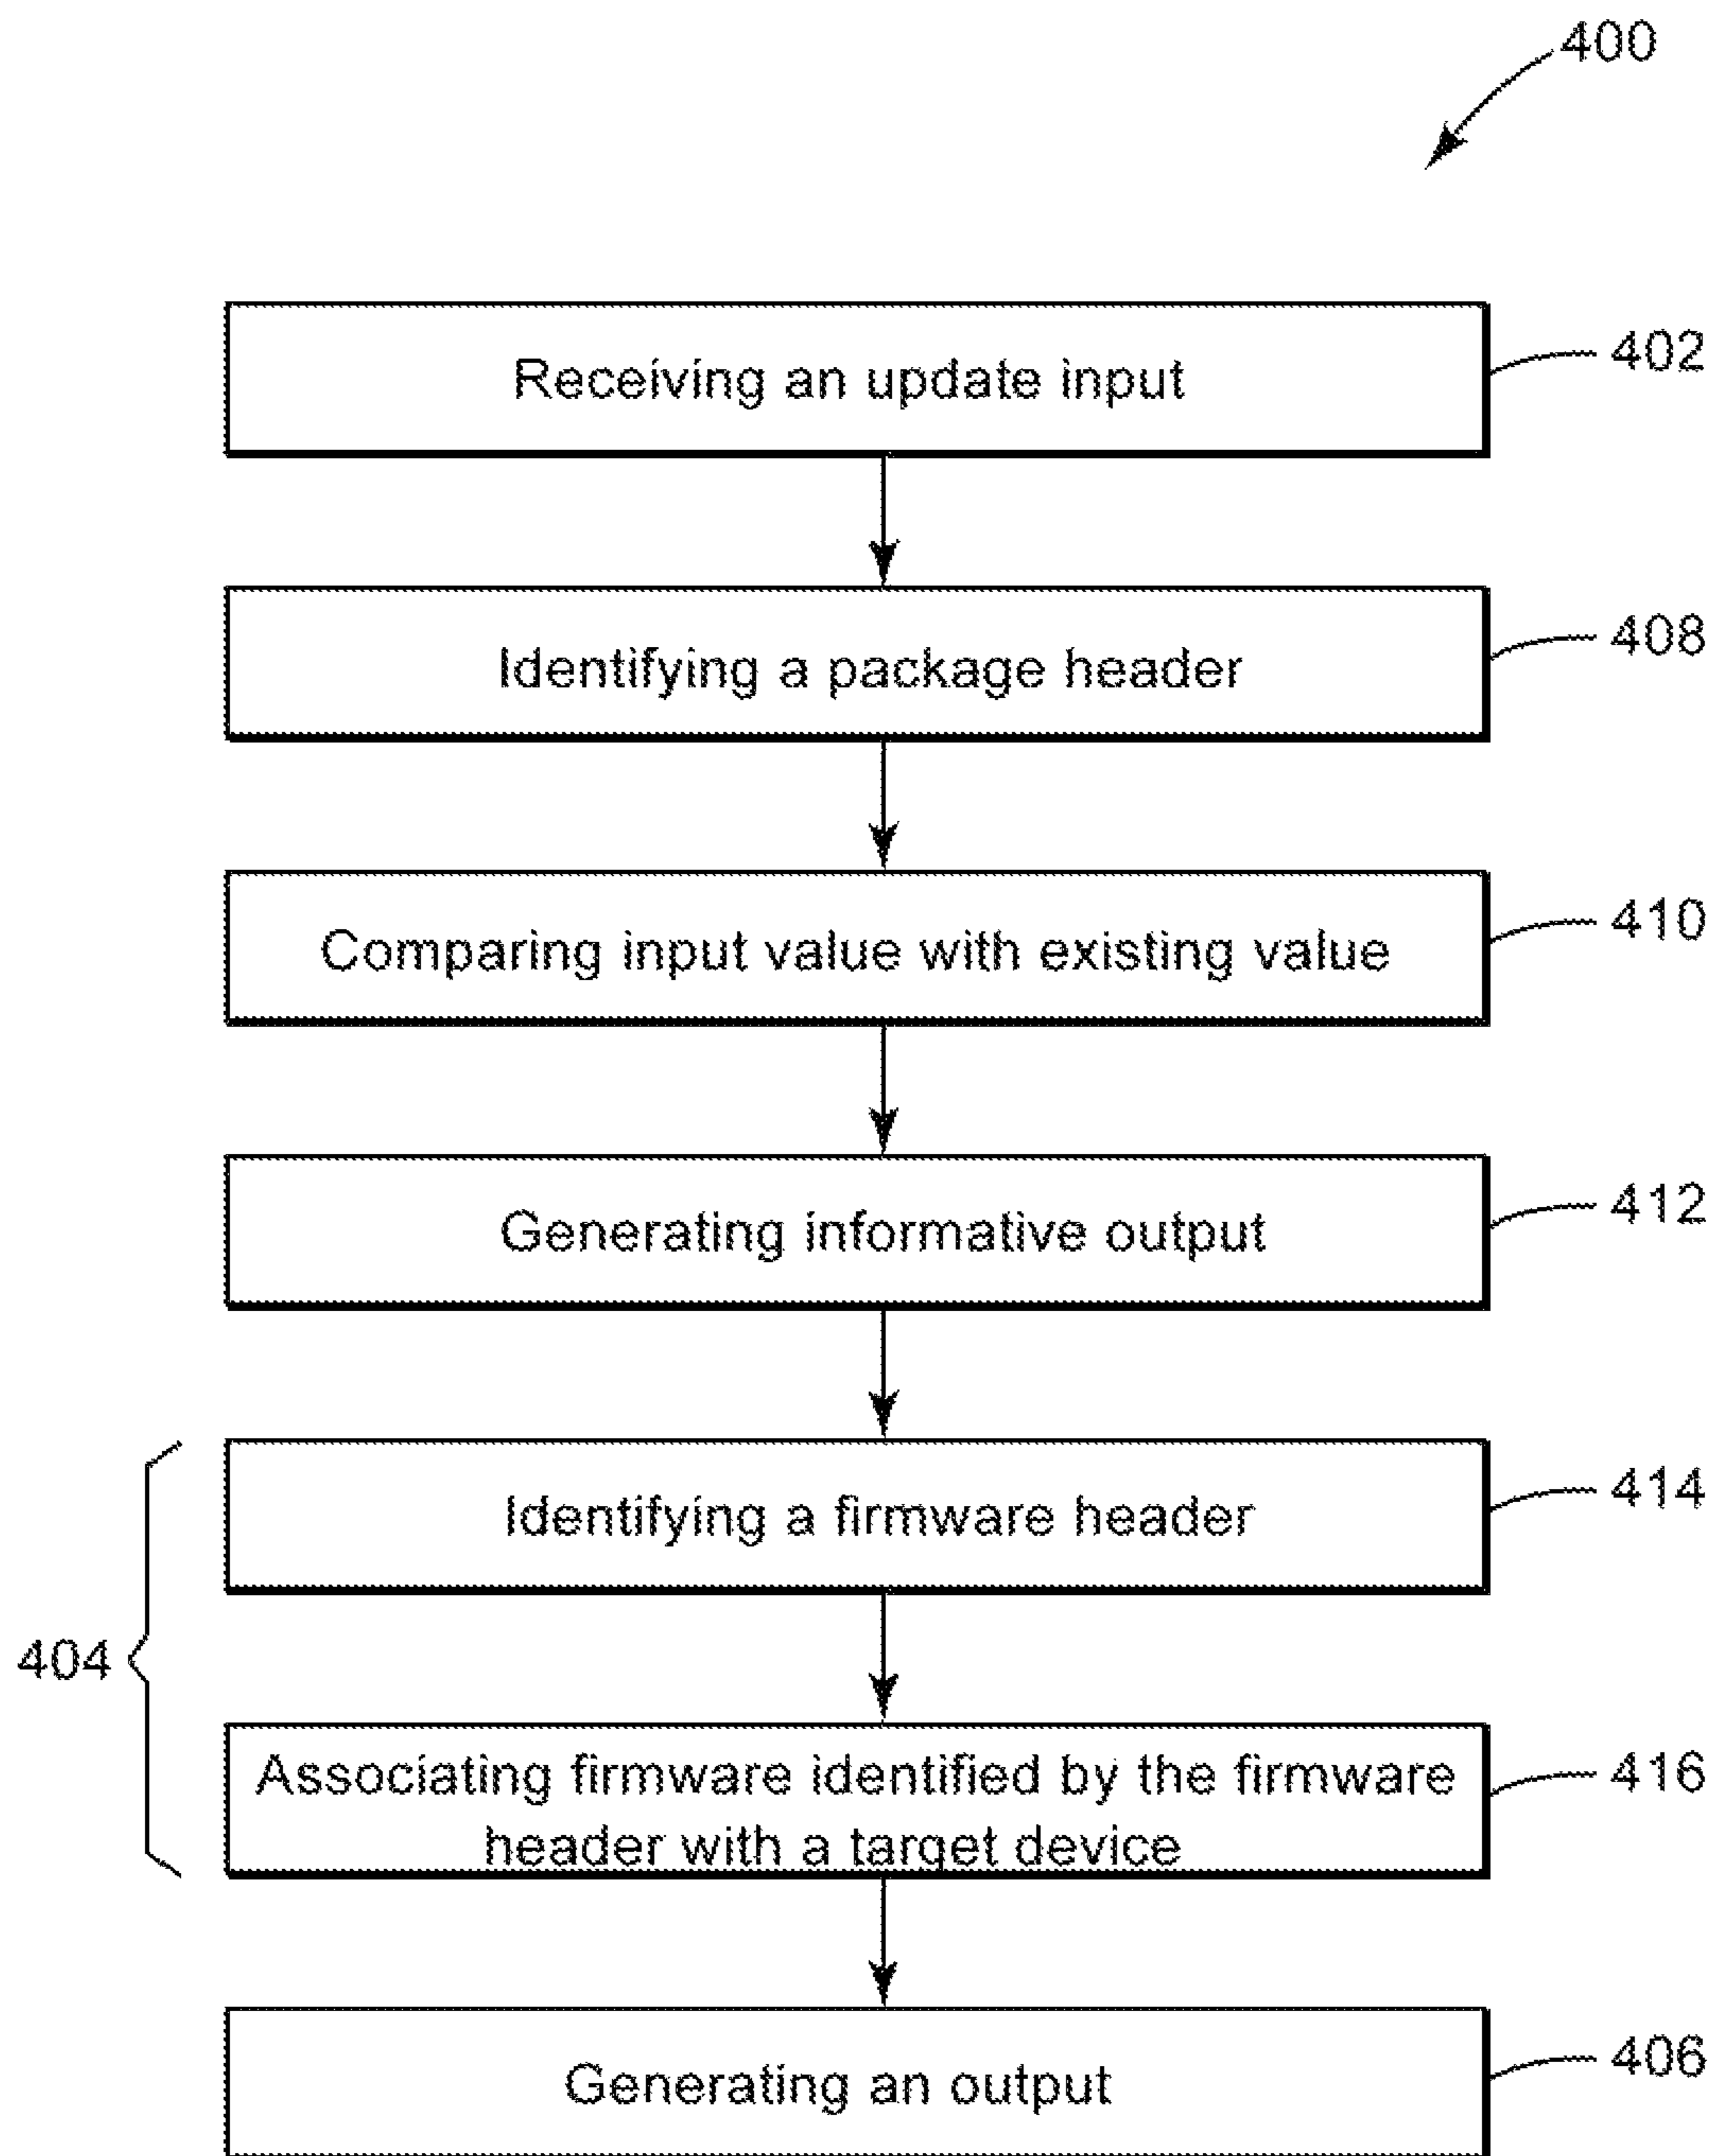 400
Receiving an update input
402
Identifying a package header
408
Comparing input value with existing value
410
Generating informative output
412
Identifying a firmware header
414
404
Associating firmware identified by the firmware
header with a target device
416
Generating an output
406